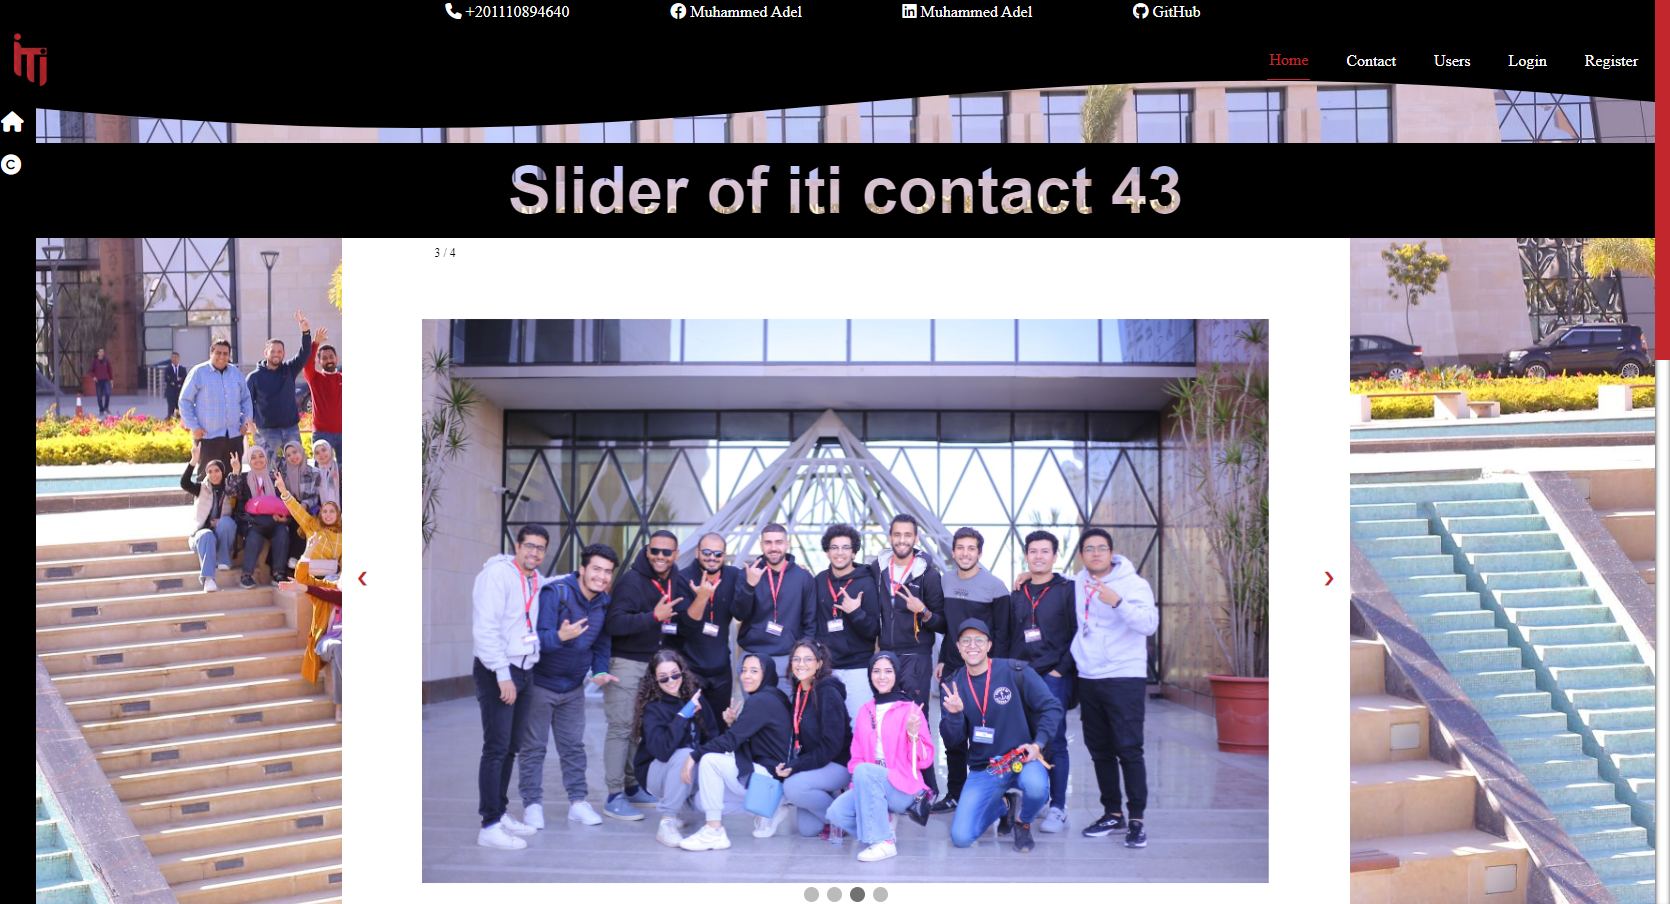 +201110894640 Muhammed Adel Muhammed Adel GitHub
iTi
Home Contact Users Login Register
C
Slider of iti contact 43
3 / 4
❮ ❯